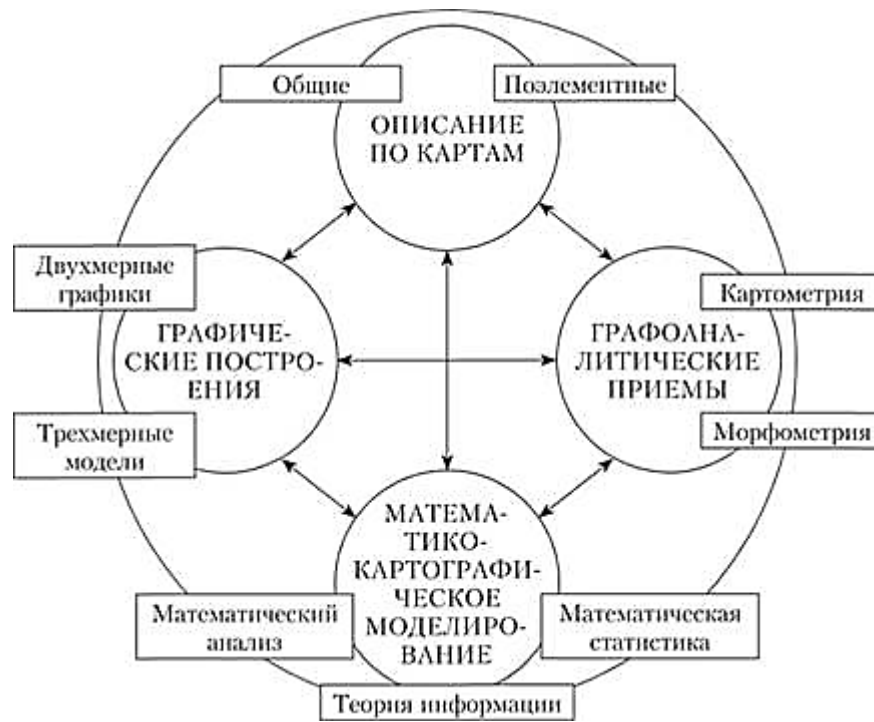 Общие
Поэлементные
ОПИСАНИЕ
ПО КАРТАМ
Двухмерные
графики
ГРАФИЧЕ-
СКИЕ ПОСТРО-
ЕНИЯ
Трехмерные
модели
Картометрия
ГРАФОАНА-
ЛИТИЧЕСКИЕ
ПРИЕМЫ
Морфометрия
МАТЕМА-
ТИКО-
КАРТОГРАФИ-
ЧЕСКОЕ
МОДЕЛИРО-
ВАНИЕ
Математический
анализ
Математическая
статистика
Теория информации